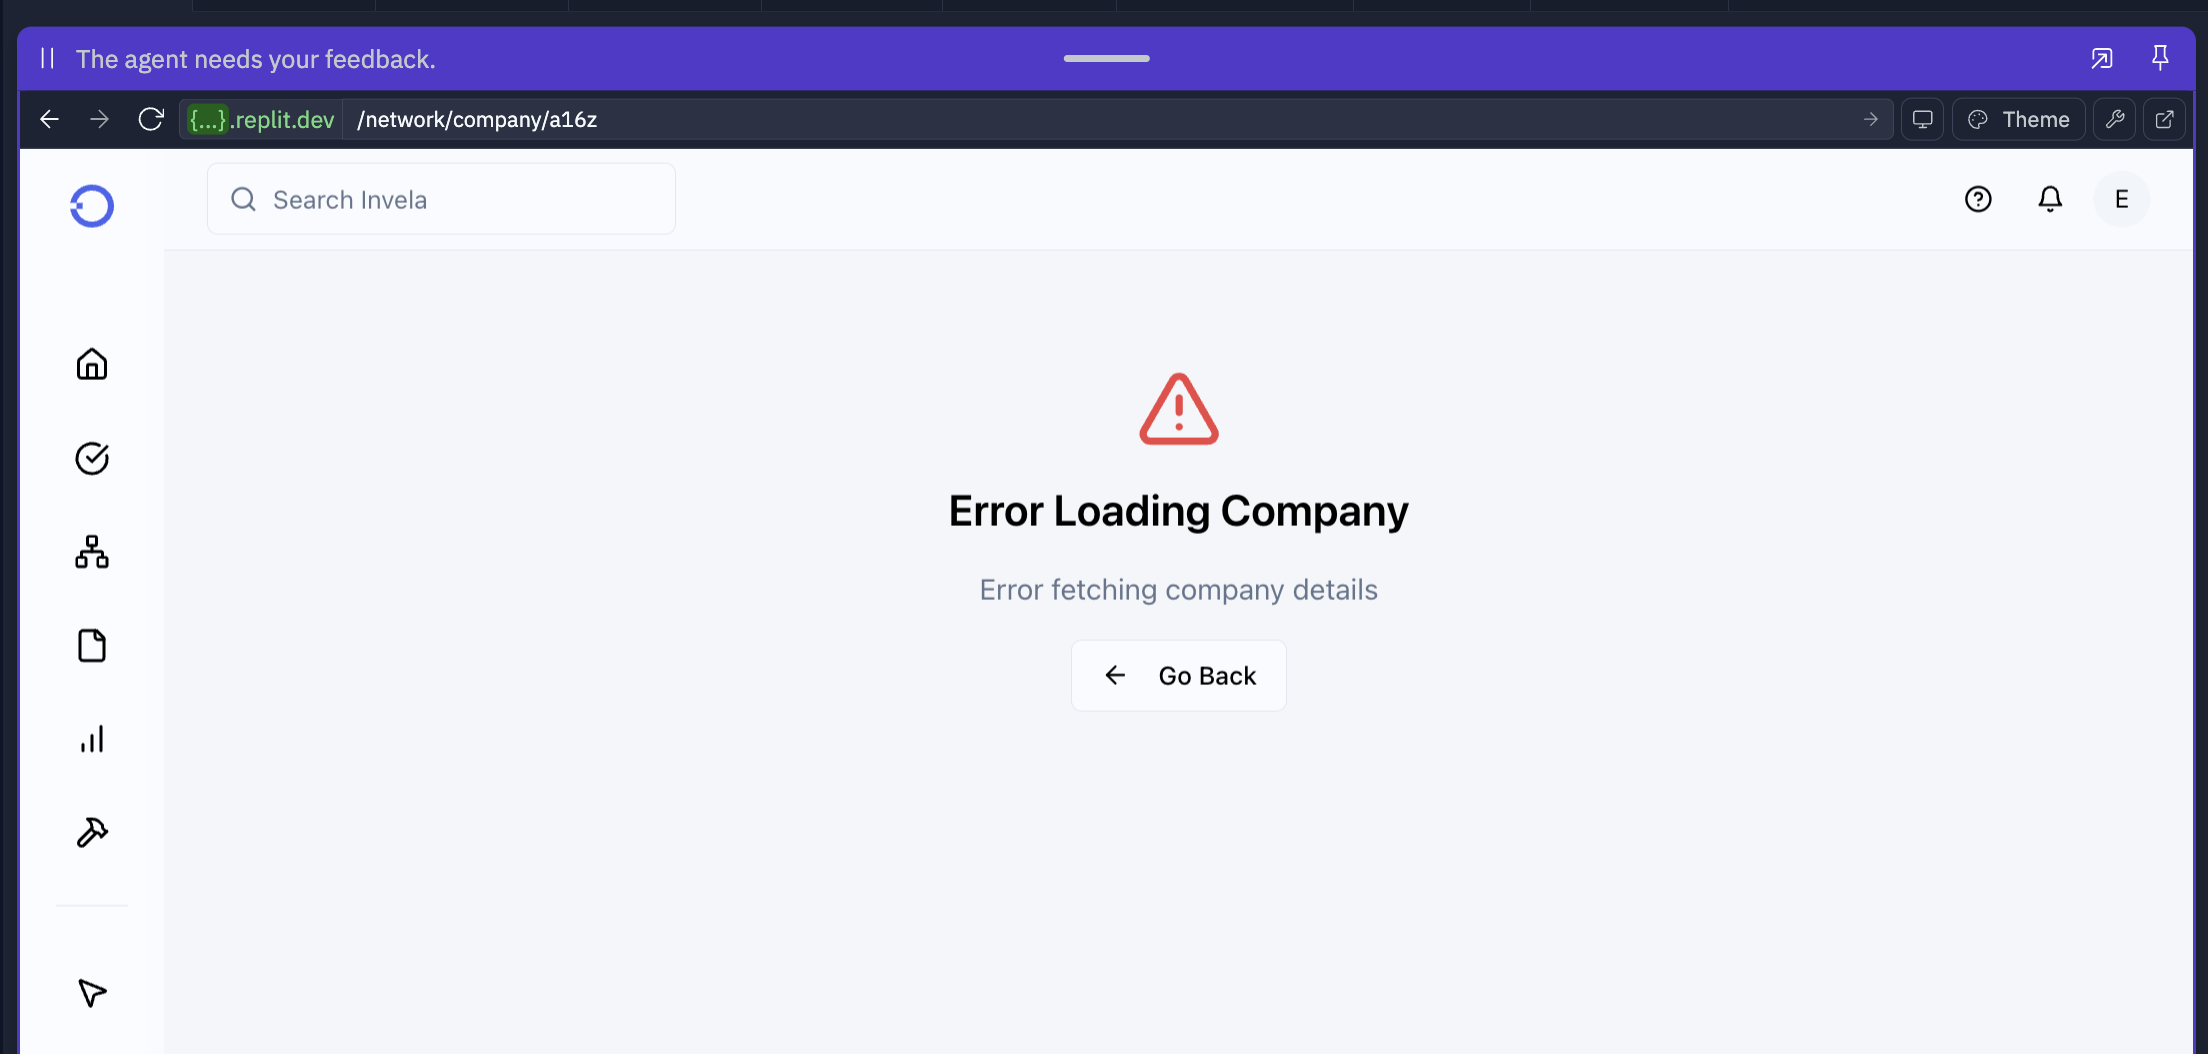 The agent needs your feedback.
{...}.replit.dev /network/company/a16z
Theme
Search Invela
E
Error Loading Company
Error fetching company details
Go Back